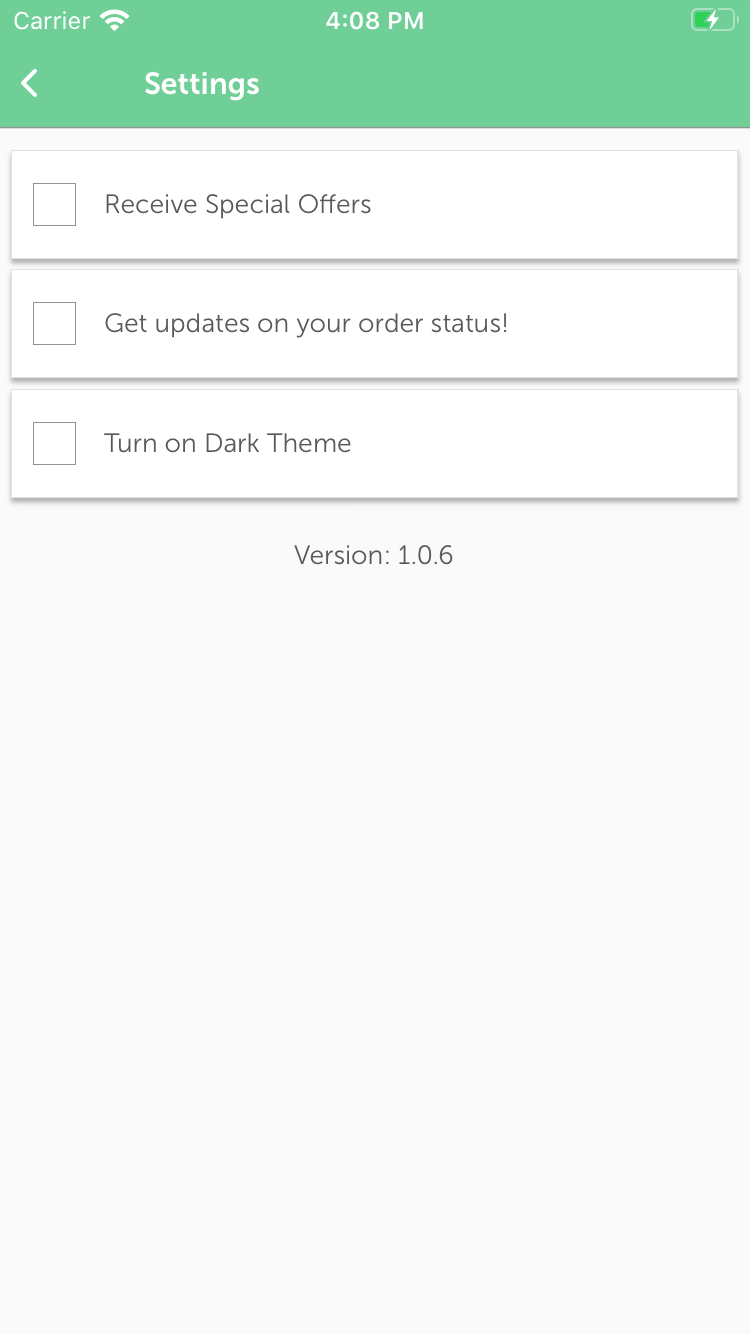 Carrier 4:08 PM
Settings
Receive Special Offers
Get updates on your order status!
Turn on Dark Theme
Version: 1.0.6